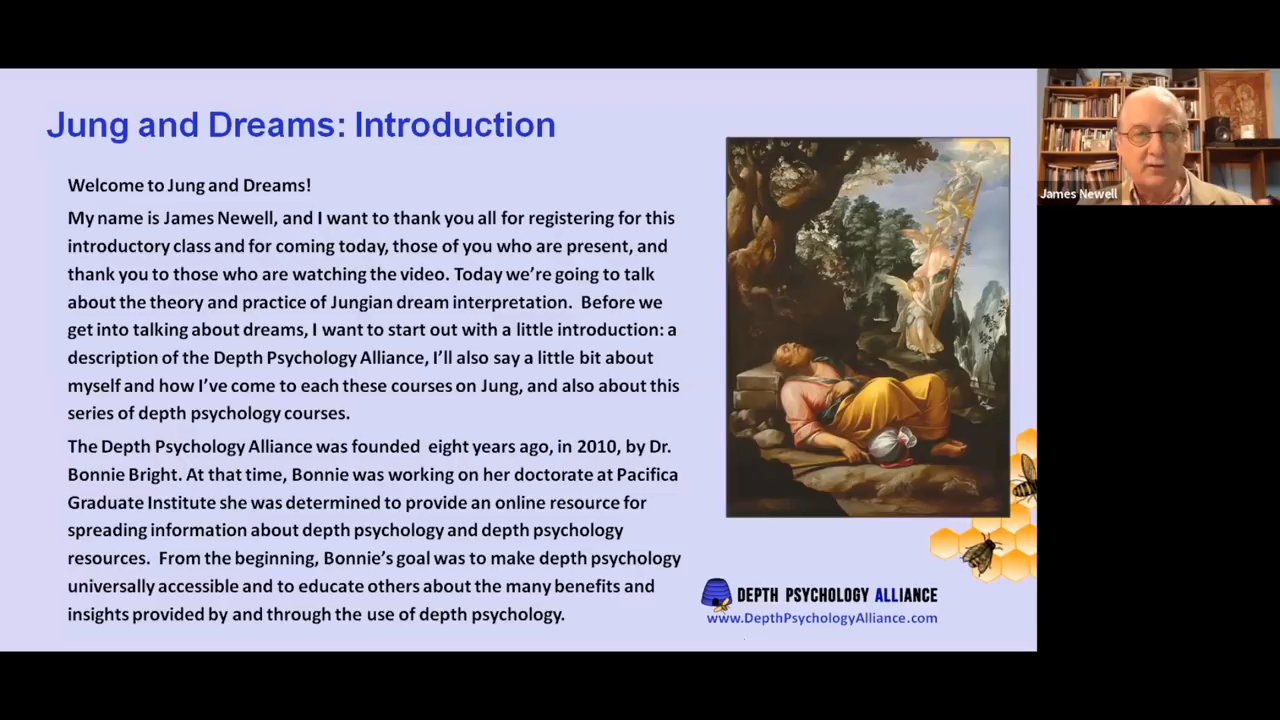 Jung and Dreams: Introduction
Welcome to Jung and Dreams!
My name is James Newell, and I want to thank you all for registering for this
introductory class and for coming today, those of you who are present, and
thank you to those who are watching the video. Today we're going to talk
about the theory and practice of Jungian dream interpretation.  Before we
get into talking about dreams, I want to start out with a little introduction: a
description of the Depth Psychology Alliance, I'll also say a little bit about
myself and how I've come to each these courses on Jung, and also about this
series of depth psychology courses.
The Depth Psychology Alliance was founded  eight years ago, in 2010, by Dr.
Bonnie Bright. At that time, Bonnie was working on her doctorate at Pacifica
Graduate Institute she was determined to provide an online resource for
spreading information about depth psychology and depth psychology
resources.  From the beginning, Bonnie's goal was to make depth psychology
universally accessible and to educate others about the many benefits and
insights provided by and through the use of depth psychology.
DEPTH PSYCHOLOGY ALLIANCE
www.DepthPsychologyAlliance.com
James Newell